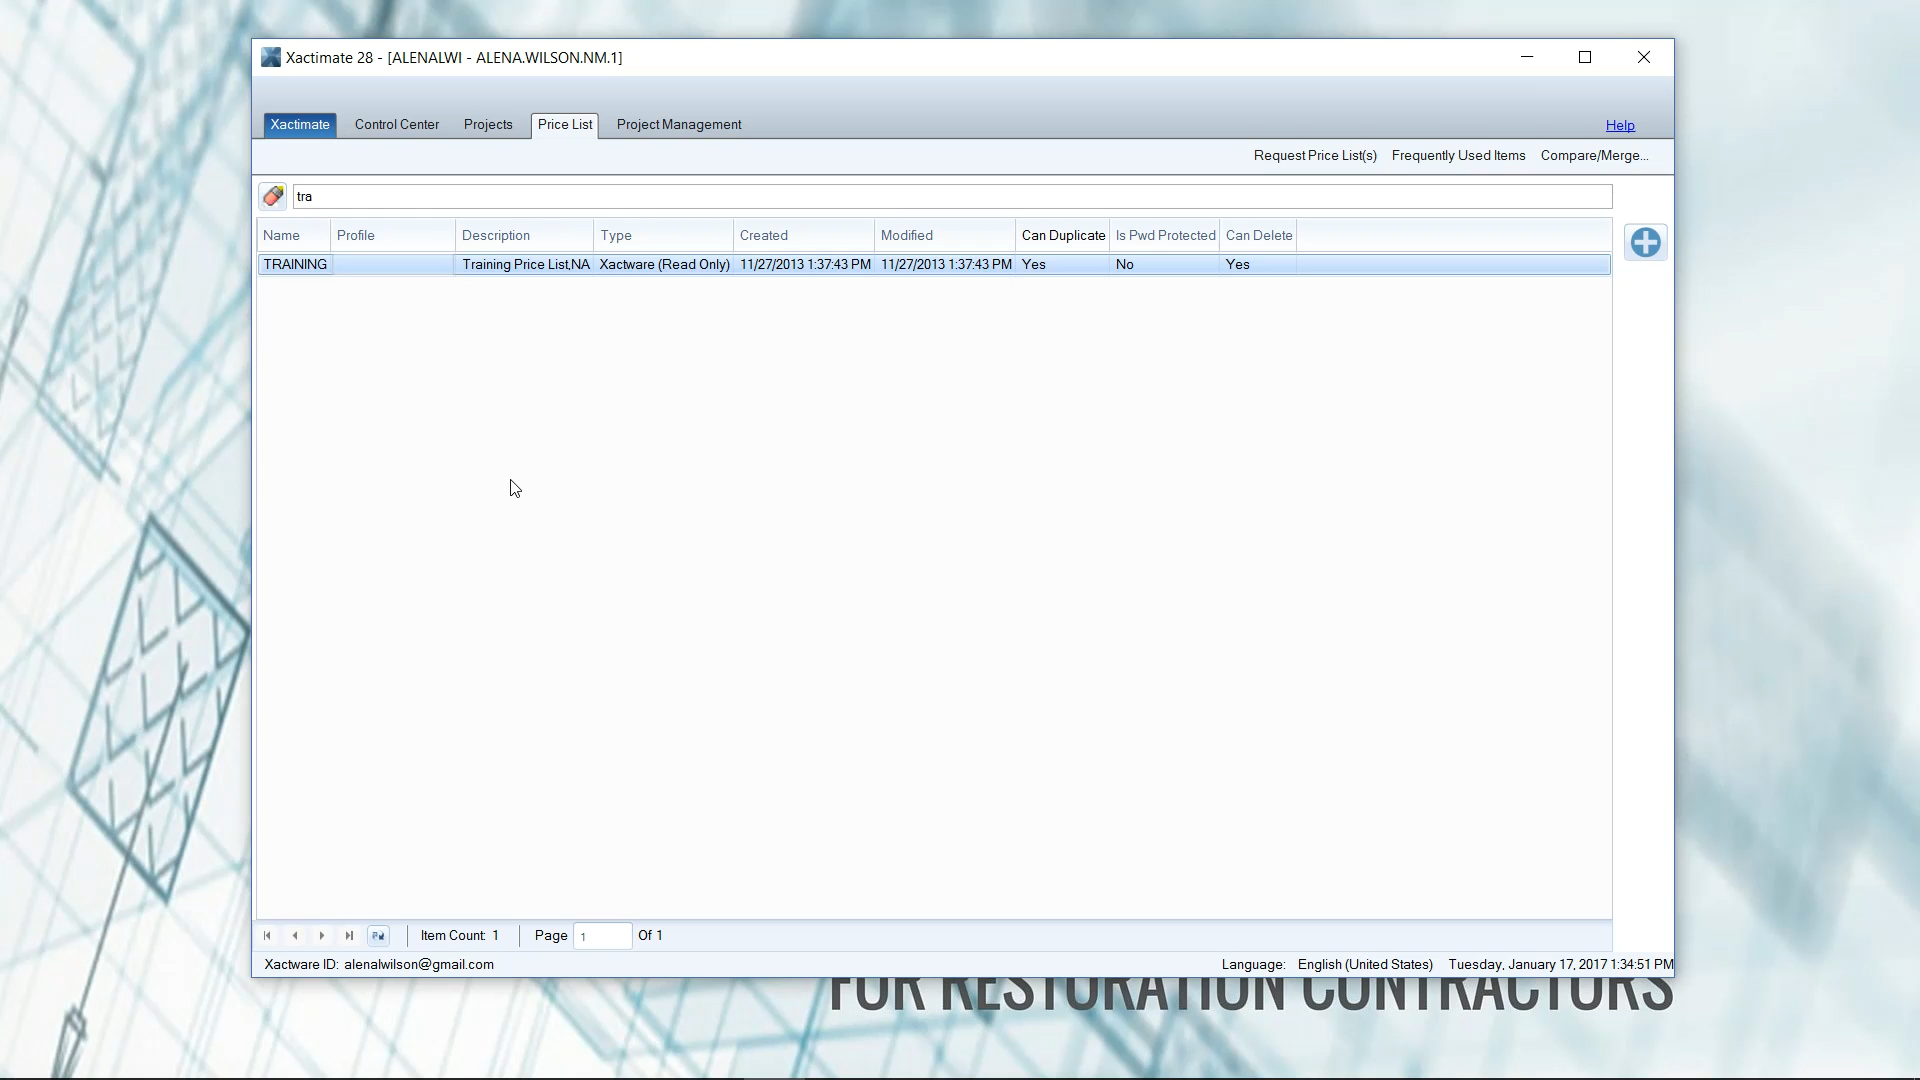 Xactimate 28 - [ALENALWI - ALENA.WILSON.NM.1]
Xactimate Control Center Projects Price List Project Management Help
Request Price List(s) Frequently Used Items Compare/Merge...
tra
Name Profile Description Type Created Modified Can Duplicate Is Pwd Protected Can Delete
TRAINING Training Price List,NA Xactware (Read Only) 11/27/2013 1:37:43 PM 11/27/2013 1:37:43 PM Yes No Yes
Item Count: 1 Page 1 Of 1
Xactware ID: alenalwilson@gmail.com Language: English (United States) Tuesday, January 17, 2017 1:34:51 PM
FOR RESTORATION CONTRACTORS